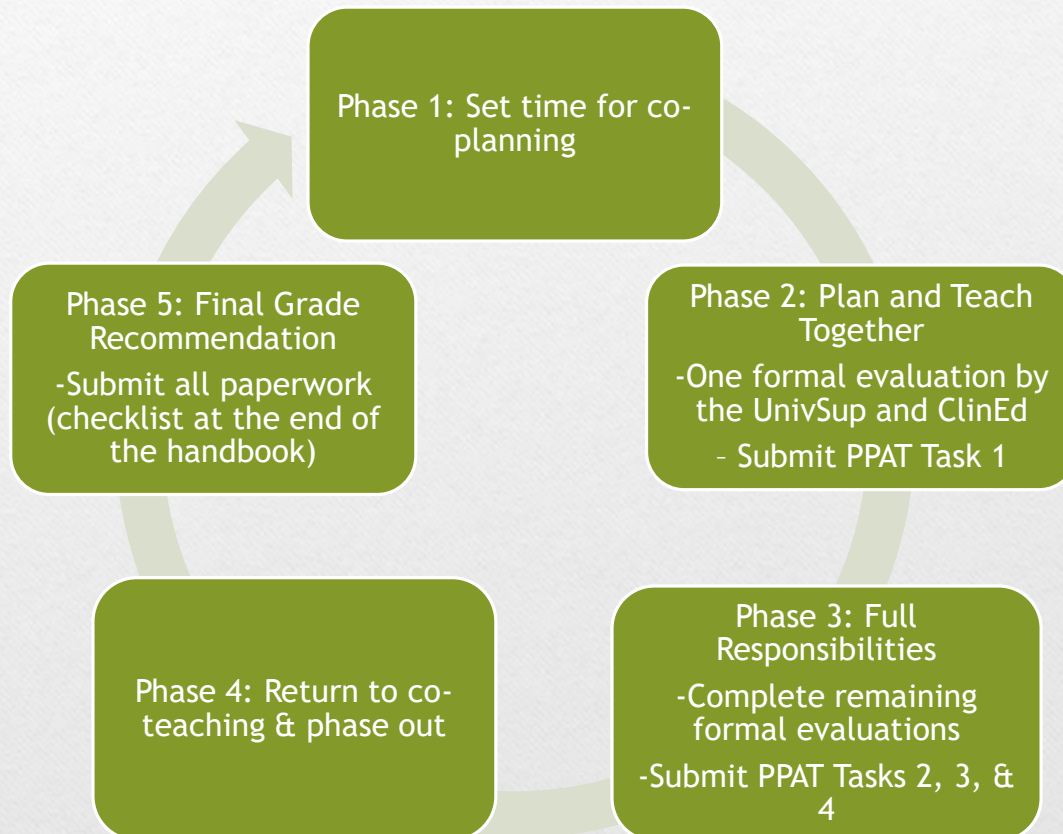 Phase 1: Set time for co-
planning
Phase 2: Plan and Teach
Together
-One formal evaluation by
the UnivSup and ClinEd
– Submit PPAT Task 1
Phase 3: Full
Responsibilities
-Complete remaining
formal evaluations
-Submit PPAT Tasks 2, 3, &
4
Phase 4: Return to co-
teaching & phase out
Phase 5: Final Grade
Recommendation
-Submit all paperwork
(checklist at the end of
the handbook)